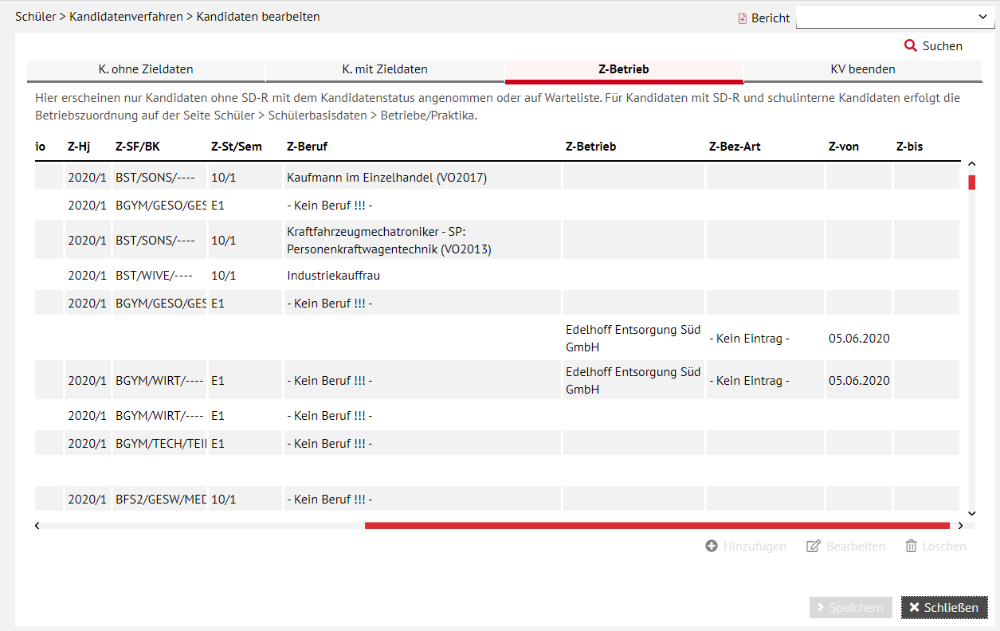 Schüler > Kandidatenverfahren > Kandidaten bearbeiten
Bericht
Suchen
K. ohne Zieldaten K. mit Zieldaten Z-Betrieb KV beenden
Hier erscheinen nur Kandidaten ohne SD-R mit dem Kandidatenstatus angenommen oder auf Warteliste. Für Kandidaten mit SD-R und schulinterne Kandidaten erfolgt die
Betriebszuordnung auf der Seite Schüler > Schülerbasisdaten > Betriebe/Praktika.
io Z-Hj Z-SF/BK Z-St/Sem Z-Beruf Z-Betrieb Z-Bez-Art Z-von Z-bis
2020/1 BST/SONS/---- 10/1 Kaufmann im Einzelhandel (VO2017)
2020/1 BGYM/GESO/GES E1 - Kein Beruf !!! -
2020/1 BST/SONS/---- 10/1 Kraftfahrzeugmechatroniker - SP:
Personenkraftwagentechnik (VO2013)
2020/1 BST/WIVE/---- 10/1 Industriekauffrau
2020/1 BGYM/GESO/GES E1 - Kein Beruf !!! -
Edelhoff Entsorgung Süd
GmbH - Kein Eintrag - 05.06.2020
2020/1 BGYM/WIRT/---- E1 - Kein Beruf !!! - Edelhoff Entsorgung Süd
GmbH - Kein Eintrag - 05.06.2020
2020/1 BGYM/WIRT/---- E1 - Kein Beruf !!! -
2020/1 BGYM/TECH/TEI E1 - Kein Beruf !!! -
2020/1 BFS2/GESW/MED 10/1 - Kein Beruf !!! -
Hinzufügen Bearbeiten Löschen
Speichern Schließen